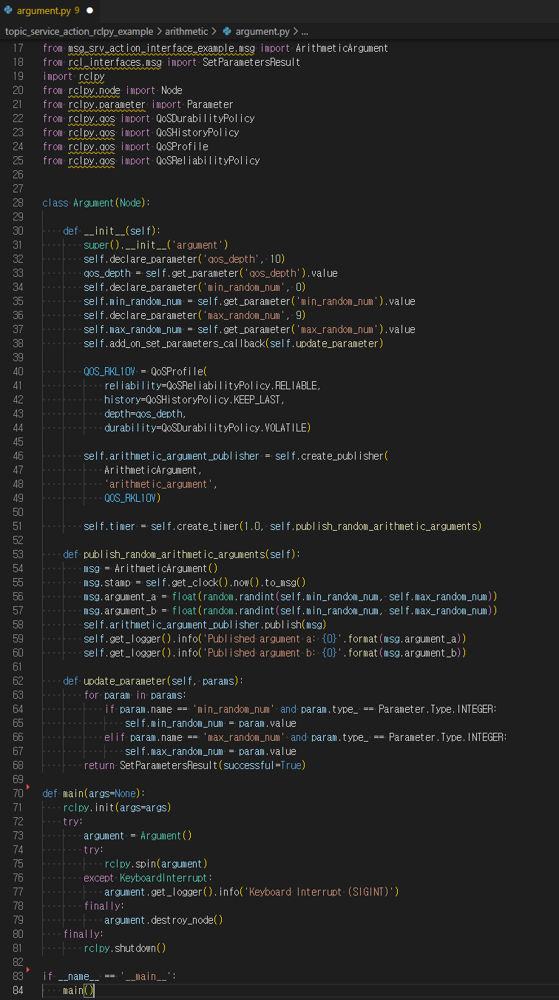 argument.py 9
topic_service_action_rclpy_example > arithmetic > argument.py > ...
17 from msg_srv_action_interface_example.msg import ArithmeticArgument
18 from rcl_interfaces.msg import SetParametersResult
19 import rclpy
20 from rclpy.node import Node
21 from rclpy.parameter import Parameter
22 from rclpy.qos import QoSDurabilityPolicy
23 from rclpy.qos import QoSHistoryPolicy
24 from rclpy.qos import QoSProfile
25 from rclpy.qos import QoSReliabilityPolicy
26
27
28 class Argument(Node):
29
30     def __init__(self):
31         super().__init__('argument')
32         self.declare_parameter('qos_depth', 10)
33         qos_depth = self.get_parameter('qos_depth').value
34         self.declare_parameter('min_random_num', 0)
35         self.min_random_num = self.get_parameter('min_random_num').value
36         self.declare_parameter('max_random_num', 9)
37         self.max_random_num = self.get_parameter('max_random_num').value
38         self.add_on_set_parameters_callback(self.update_parameter)
39
40         QOS_RKL10V = QoSProfile(
41             reliability=QoSReliabilityPolicy.RELIABLE,
42             history=QoSHistoryPolicy.KEEP_LAST,
43             depth=qos_depth,
44             durability=QoSDurabilityPolicy.VOLATILE)
45
46         self.arithmetic_argument_publisher = self.create_publisher(
47             ArithmeticArgument,
48             'arithmetic_argument',
49             QOS_RKL10V)
50
51         self.timer = self.create_timer(1.0, self.publish_random_arithmetic_arguments)
52
53     def publish_random_arithmetic_arguments(self):
54         msg = ArithmeticArgument()
55         msg.stamp = self.get_clock().now().to_msg()
56         msg.argument_a = float(random.randint(self.min_random_num, self.max_random_num))
57         msg.argument_b = float(random.randint(self.min_random_num, self.max_random_num))
58         self.arithmetic_argument_publisher.publish(msg)
59         self.get_logger().info('Published argument a: {0}'.format(msg.argument_a))
60         self.get_logger().info('Published argument b: {0}'.format(msg.argument_b))
61
62     def update_parameter(self, params):
63         for param in params:
64             if param.name == 'min_random_num' and param.type_ == Parameter.Type.INTEGER:
65                 self.min_random_num = param.value
66             elif param.name == 'max_random_num' and param.type_ == Parameter.Type.INTEGER:
67                 self.max_random_num = param.value
68         return SetParametersResult(successful=True)
69
70 def main(args=None):
71     rclpy.init(args=args)
72     try:
73         argument = Argument()
74         try:
75             rclpy.spin(argument)
76         except KeyboardInterrupt:
77             argument.get_logger().info('Keyboard Interrupt (SIGINT)')
78         finally:
79             argument.destroy_node()
80     finally:
81         rclpy.shutdown()
82
83 if __name__ == '__main__':
84     main()